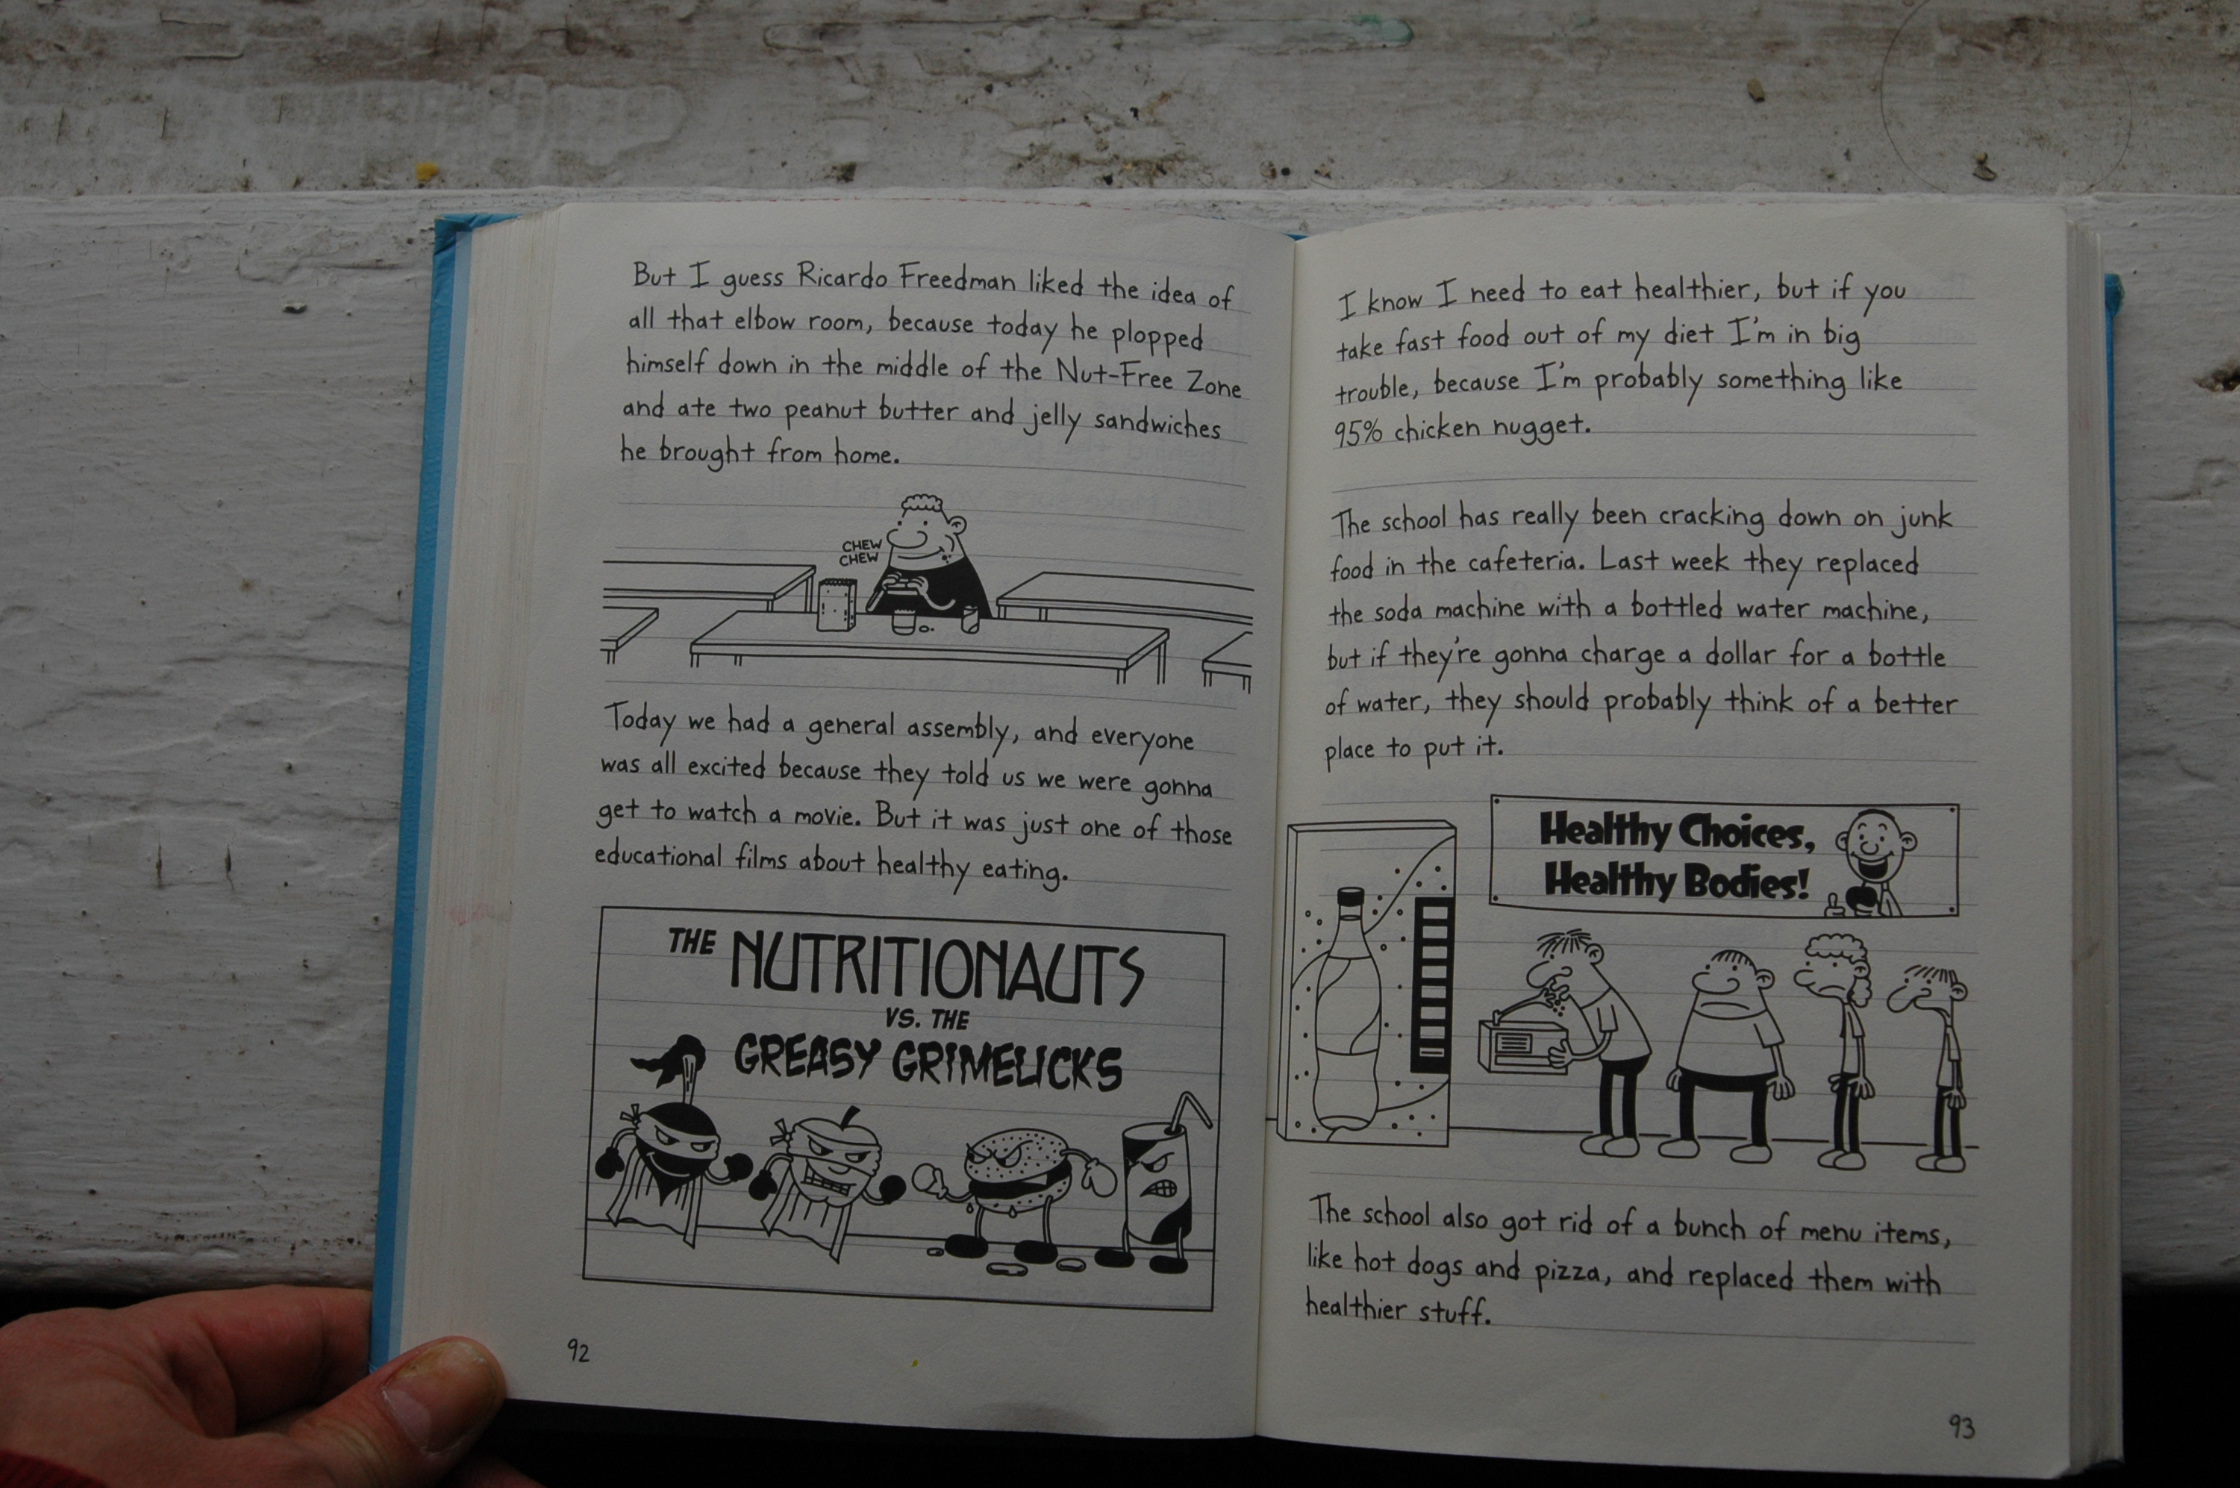 But I guess Ricardo Freedman liked the idea of
all that elbow room, because today he plopped
himself down in the middle of the Nut-Free Zone
and ate two peanut butter and jelly sandwiches
he brought from home.
CHEW
CHEW
Today we had a general assembly, and everyone
was all excited because they told us we were gonna
get to watch a movie. But it was just one of those
educational films about healthy eating.
THE NUTRITIONAUTS
VS. THE
GREASY GRIMELICKS
92
I know I need to eat healthier, but if you
take fast food out of my diet I'm in big
trouble, because I'm probably something like
95% chicken nugget.
The school has really been cracking down on junk
food in the cafeteria. Last week they replaced
the soda machine with a bottled water machine,
but if they're gonna charge a dollar for a bottle
of water, they should probably think of a better
place to put it.
Healthy Choices,
Healthy Bodies!
The school also got rid of a bunch of menu items,
like hot dogs and pizza, and replaced them with
healthier stuff.
93